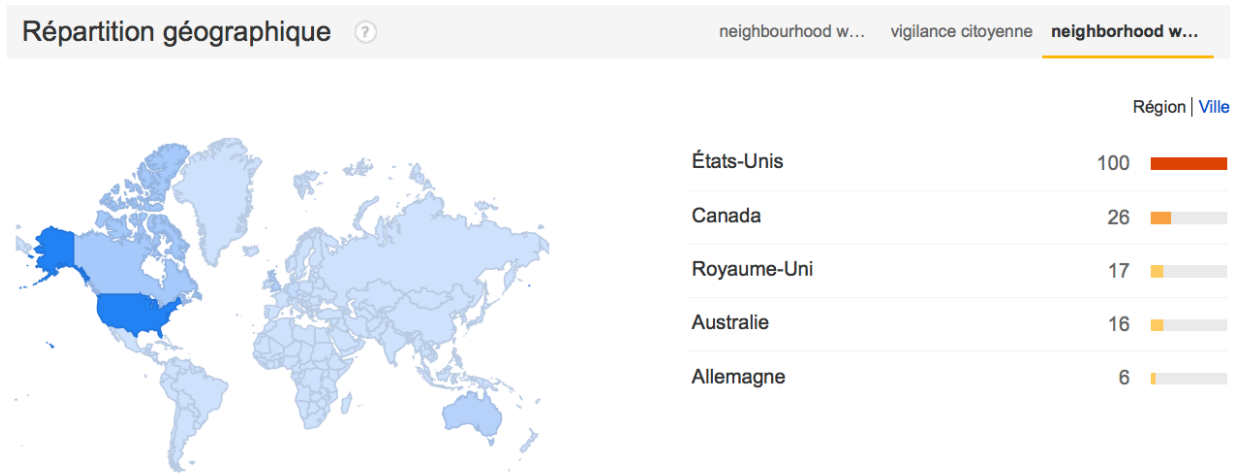 Répartition géographique ?
neighbourhood w... vigilance citoyenne neighborhood w...
Région | Ville
États-Unis 100
Canada 26
Royaume-Uni 17
Australie 16
Allemagne 6